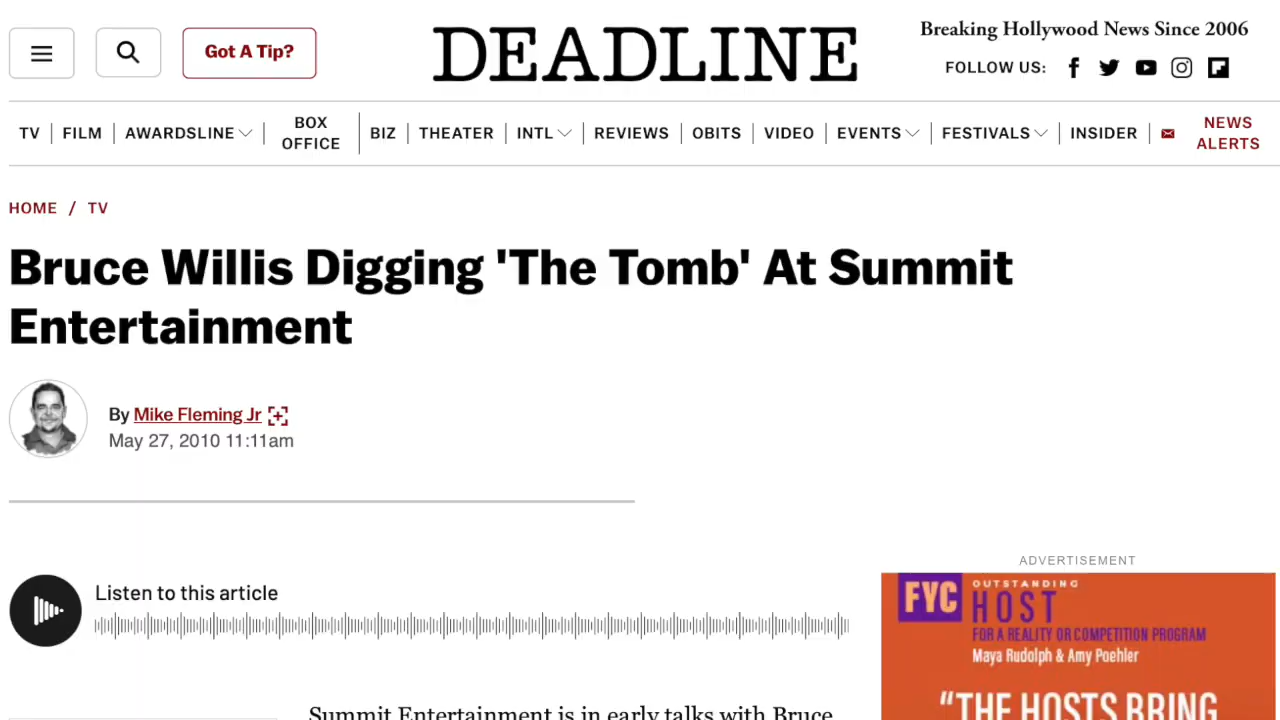 Got A Tip?
DEADLINE
Breaking Hollywood News Since 2006
FOLLOW US:
TV
FILM
AWARDSLINE
BOX
OFFICE
BIZ
THEATER
INTL
REVIEWS
OBITS
VIDEO
EVENTS
FESTIVALS
INSIDER
NEWS
ALERTS
HOME / TV
Bruce Willis Digging 'The Tomb' At Summit
Entertainment
By Mike Fleming Jr
May 27, 2010 11:11am
Listen to this article
Summit Entertainment is in early talks with Bruce
ADVERTISEMENT
FYC
OUTSTANDING
HOST
FOR A REALITY OR COMPETITION PROGRAM
Maya Rudolph & Amy Poehler
“THE HOSTS BRING